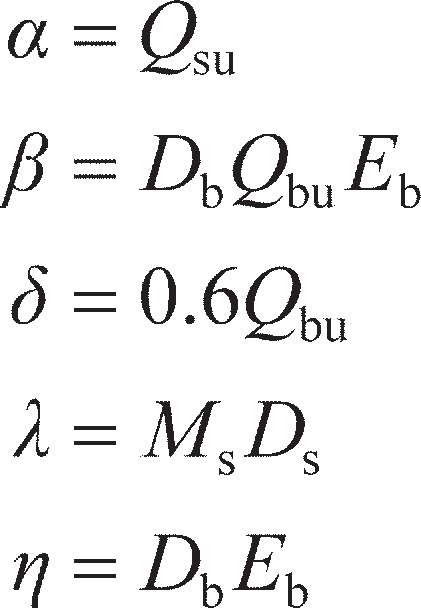 α = Q_su
β = D_b Q_bu E_b
δ = 0.6Q_bu
λ = M_s D_s
η = D_b E_b